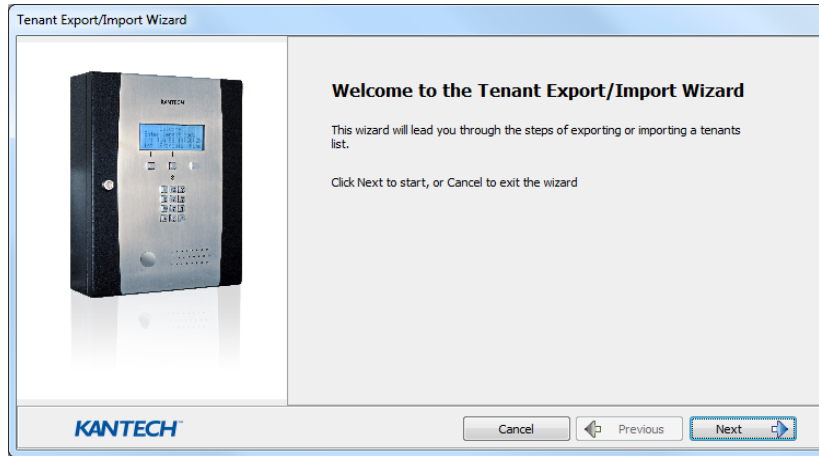 Tenant Export/Import Wizard
KANTECH
Welcome to the Tenant Export/Import Wizard
This wizard will lead you through the steps of exporting or importing a tenants
list.
Click Next to start, or Cancel to exit the wizard
KANTECH
Cancel
Previous
Next